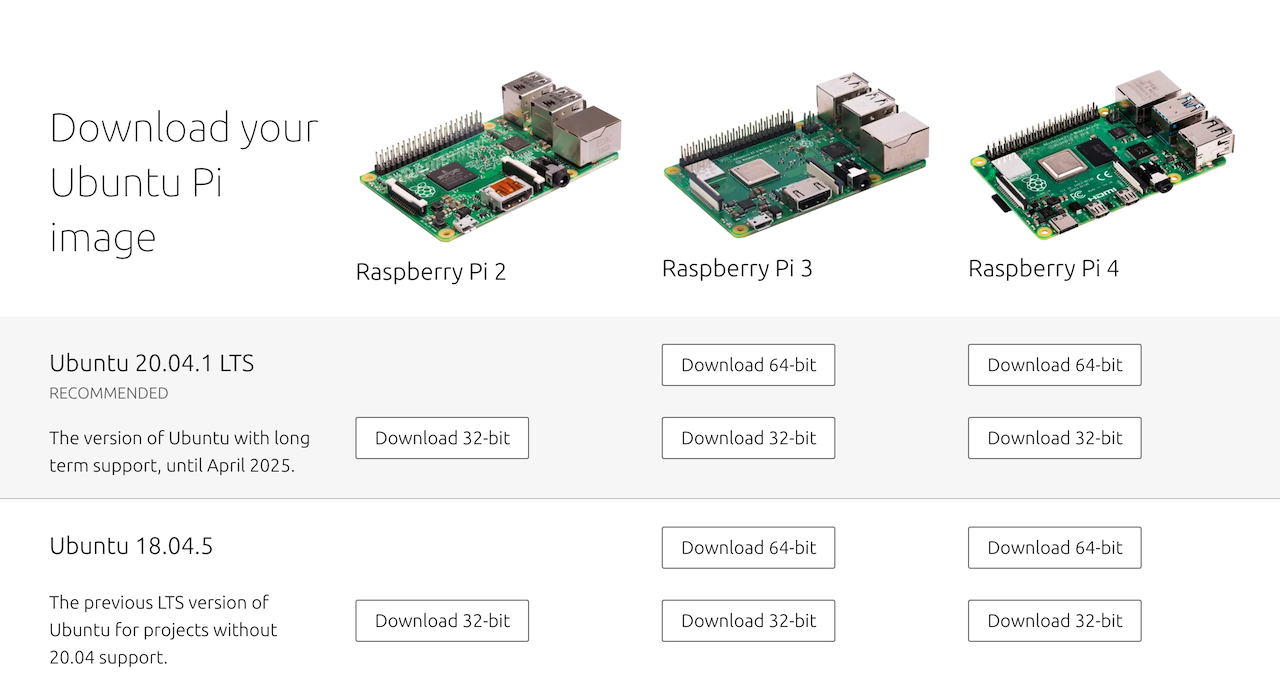 Download your
Ubuntu Pi
image
Raspberry Pi 2
Raspberry Pi 3
Raspberry Pi 4
Ubuntu 20.04.1 LTS
RECOMMENDED
The version of Ubuntu with long
term support, until April 2025.
Download 64-bit
Download 64-bit
Download 32-bit
Download 32-bit
Download 32-bit
Ubuntu 18.04.5
The previous LTS version of
Ubuntu for projects without
20.04 support.
Download 64-bit
Download 64-bit
Download 32-bit
Download 32-bit
Download 32-bit
HDMI